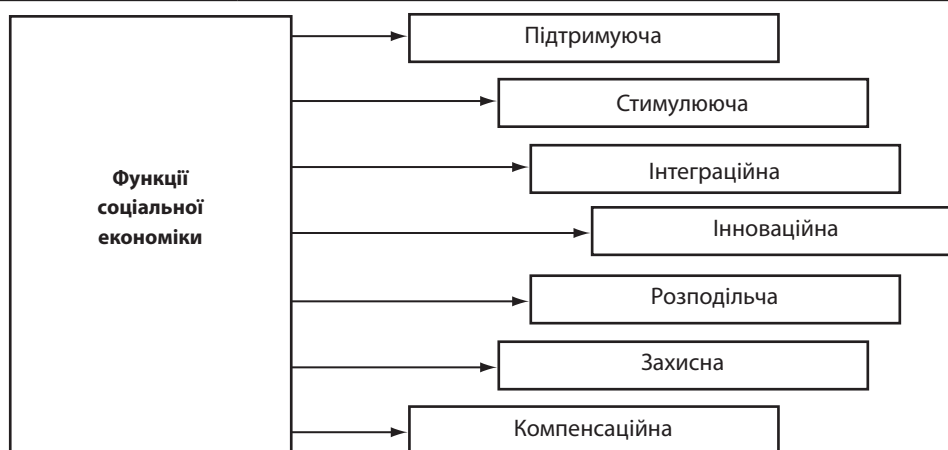 Функції
соціальної
економіки
Підтримуюча
Стимулююча
Інтеграційна
Інноваційна
Розподільча
Захисна
Компенсаційна